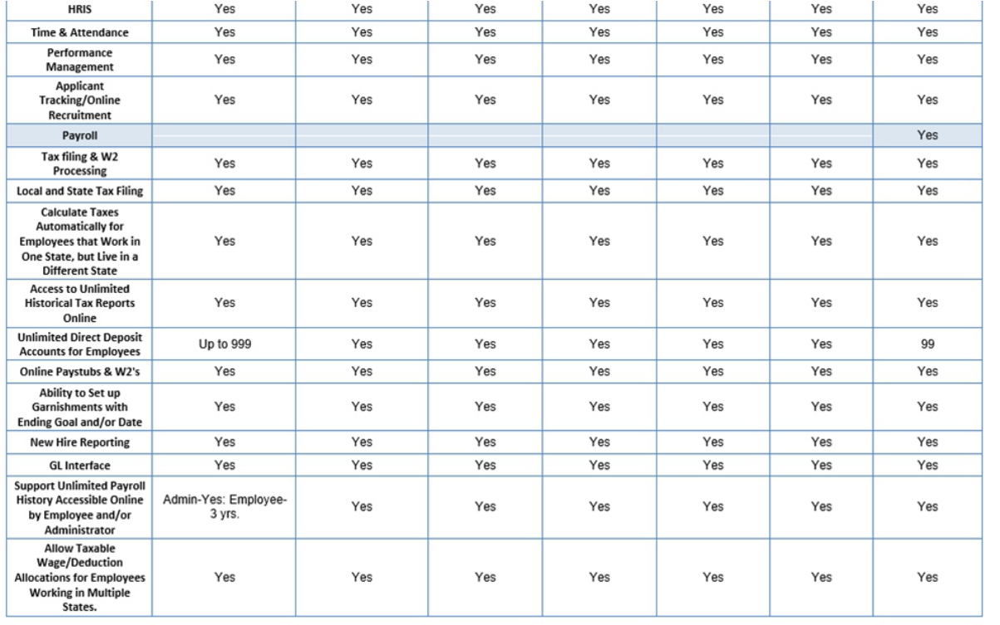 HRIS Yes Yes Yes Yes Yes Yes Yes
Time & Attendance Yes Yes Yes Yes Yes Yes Yes
Performance
Management Yes Yes Yes Yes Yes Yes Yes
Applicant
Tracking/Online
Recruitment Yes Yes Yes Yes Yes Yes Yes
Payroll Yes
Tax filing & W2
Processing Yes Yes Yes Yes Yes Yes Yes
Local and State Tax Filing Yes Yes Yes Yes Yes Yes Yes
Calculate Taxes
Automatically for
Employees that Work in
One State, but Live in a
Different State Yes Yes Yes Yes Yes Yes Yes
Access to Unlimited
Historical Tax Reports
Online Yes Yes Yes Yes Yes Yes Yes
Unlimited Direct Deposit
Accounts for Employees Up to 999 Yes Yes Yes Yes Yes 99
Online Paystubs & W2's Yes Yes Yes Yes Yes Yes Yes
Ability to Set up
Garnishments with
Ending Goal and/or Date Yes Yes Yes Yes Yes Yes Yes
New Hire Reporting Yes Yes Yes Yes Yes Yes Yes
GL Interface Yes Yes Yes Yes Yes Yes Yes
Support Unlimited Payroll
History Accessible Online
by Employee and/or
Administrator Admin-Yes: Employee-
3 yrs. Yes Yes Yes Yes Yes Yes
Allow Taxable
Wage/Deduction
Allocations for Employees
Working in Multiple
States. Yes Yes Yes Yes Yes Yes Yes